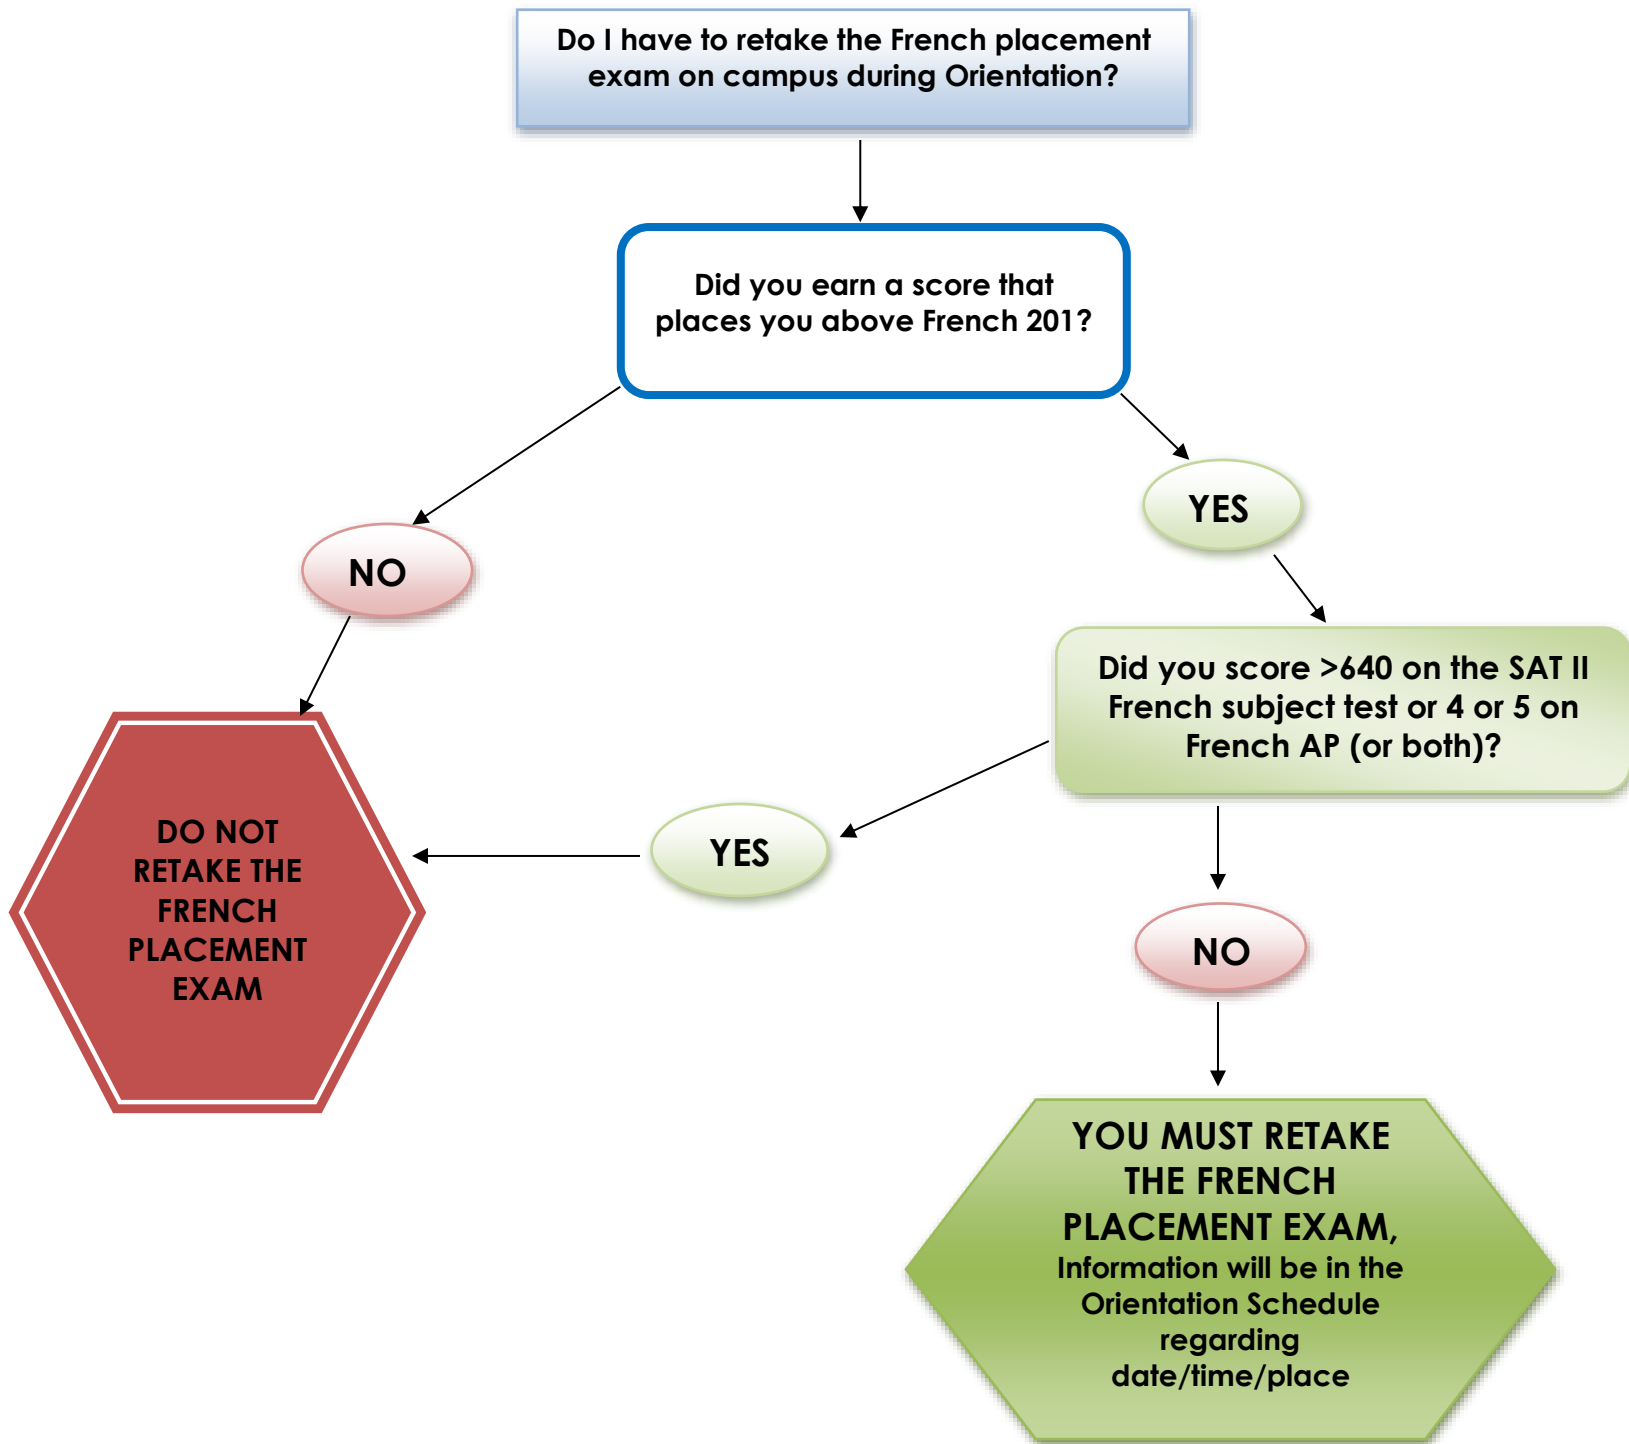 Do I have to retake the French placement
exam on campus during Orientation?
Did you earn a score that
places you above French 201?
YES
NO
Did you score >640 on the SAT II
French subject test or 4 or 5 on
French AP (or both)?
YES
DO NOT
RETAKE THE
FRENCH
PLACEMENT
EXAM
NO
YOU MUST RETAKE
THE FRENCH
PLACEMENT EXAM,
Information will be in the
Orientation Schedule
regarding
date/time/place